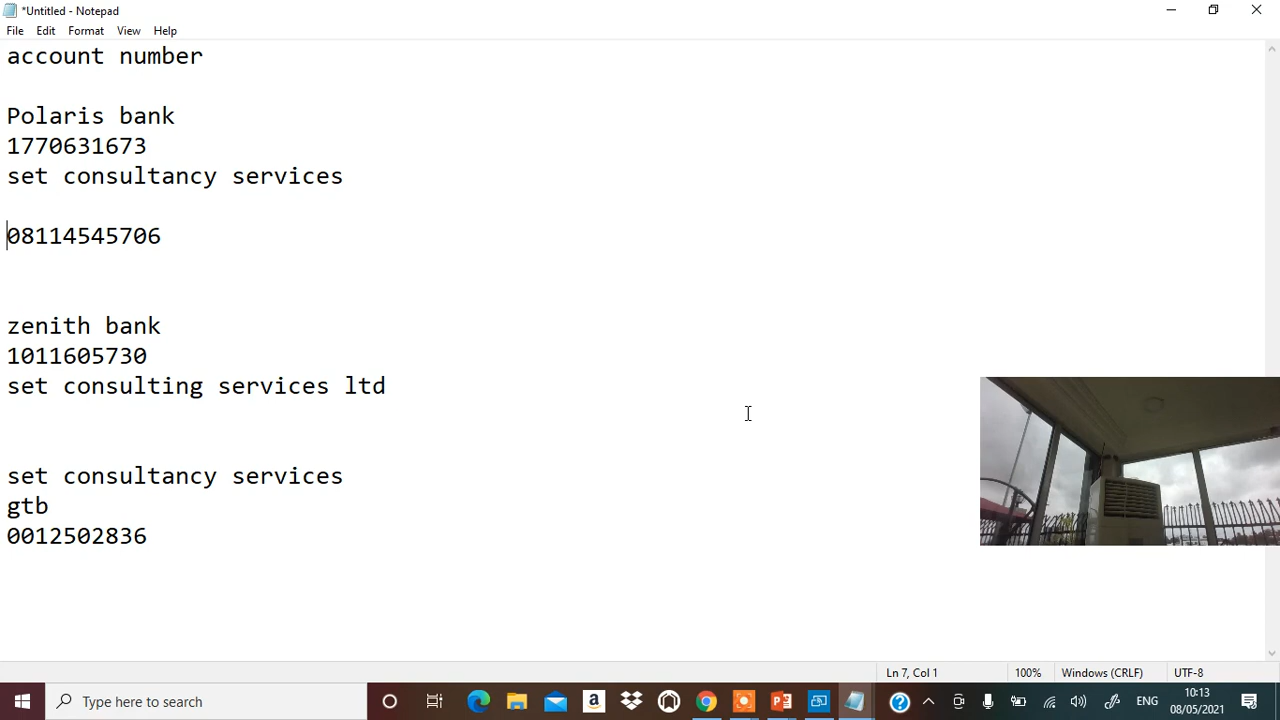 *Untitled - Notepad
File Edit Format View Help
account number
Polaris bank
1770631673
set consultancy services
08114545706
zenith bank
1011605730
set consulting services ltd
set consultancy services
gtb
0012502836
Ln 7, Col 1 100% Windows (CRLF) UTF-8
Type here to search
ENG
10:13
08/05/2021